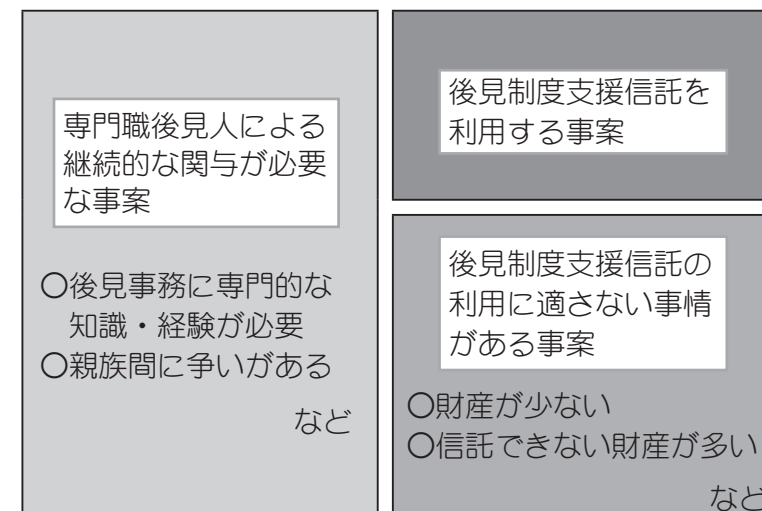 専門職後見人による
継続的な関与が必要
な事案
○後見事務に専門的な
知識・経験が必要
○親族間に争いがある
など
後見制度支援信託を
利用する事案
後見制度支援信託の
利用に適さない事情
がある事案
○財産が少ない
○信託できない財産が多い
など